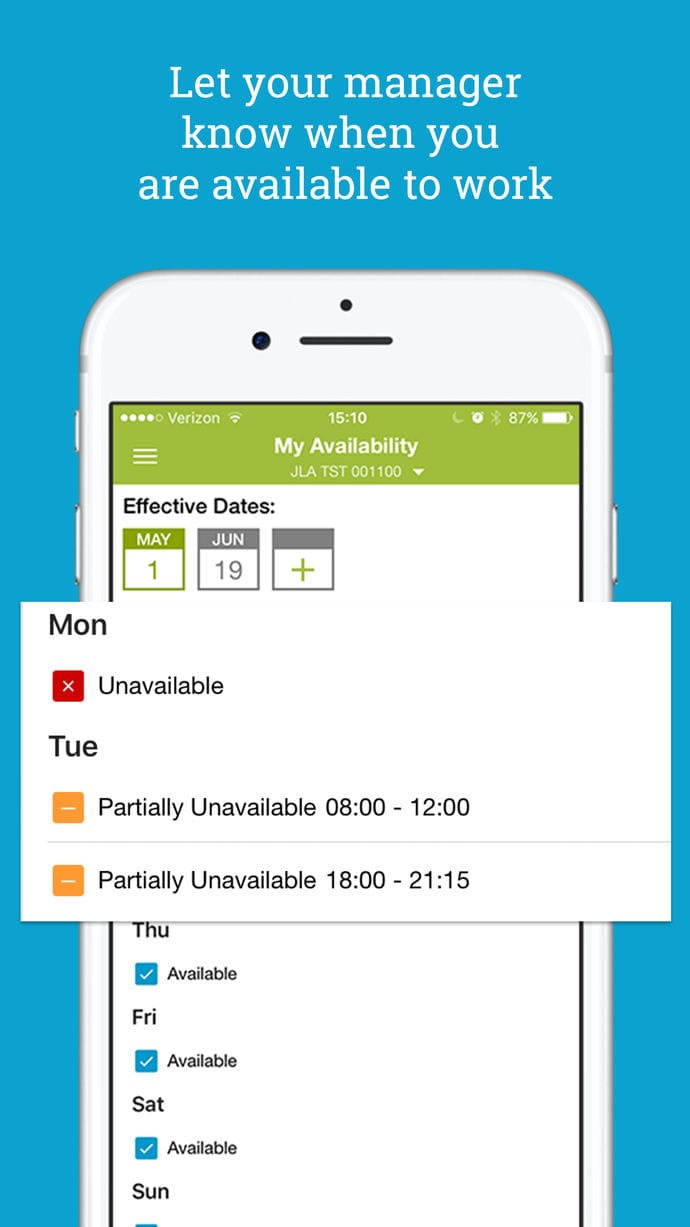 Let your manager
know when you
are available to work
Verizon 15:10 87%
My Availability
JLA TST 001100
Effective Dates:
MAY JUN
1 19 +
Mon
Unavailable
Tue
Partially Unavailable 08:00 - 12:00
Partially Unavailable 18:00 - 21:15
Thu
Available
Fri
Available
Sat
Available
Sun